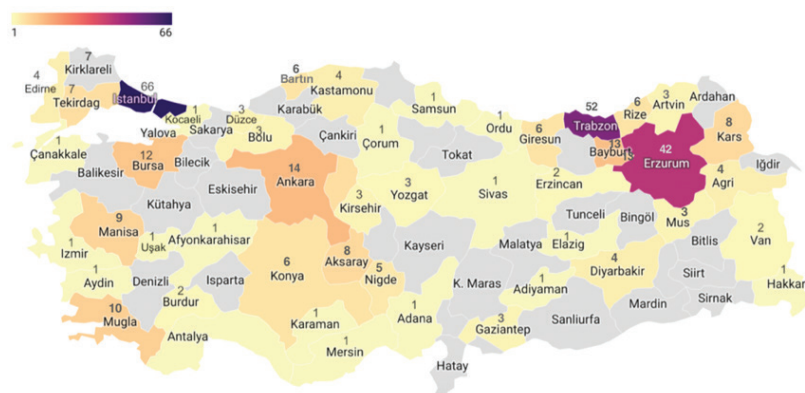 1 66
7
Kirklareli
4
Edirne
7
Tekirdag
66
Istanbul
1
Kocaeli
3
Düzce
6
Bartın
4
Kastamonu
1
Samsun
1
Ordu
6
Giresun
52
Trabzon
6
Rize
3
Artvin
Ardahan
Yalova
Sakarya
3
Bolu
Karabük
Çankiri
1
Çorum
Tokat
13
Bayburt
42
Erzurum
8
Kars
Iğdir
1
Çanakkale
12
Bursa
Bilecik
Balikesir
Eskisehir
14
Ankara
3
Kirsehir
3
Yozgat
1
Sivas
2
Erzincan
4
Agri
Kütahya
9
Manisa
1
Uşak
1
Afyonkarahisar
1
Izmir
Tunceli
Bingöl
3
Mus
Kayseri
Malatya
1
Elazig
Bitlis
2
Van
1
Aydin
Denizli
Isparta
6
Konya
8
Aksaray
5
Nigde
K. Maras
1
Adiyaman
4
Diyarbakir
Siirt
1
Hakkar
2
Burdur
10
Mugla
Antalya
1
Karaman
1
Mersin
1
Adana
3
Gaziantep
Sanliurfa
Mardin
Sirnak
Hatay